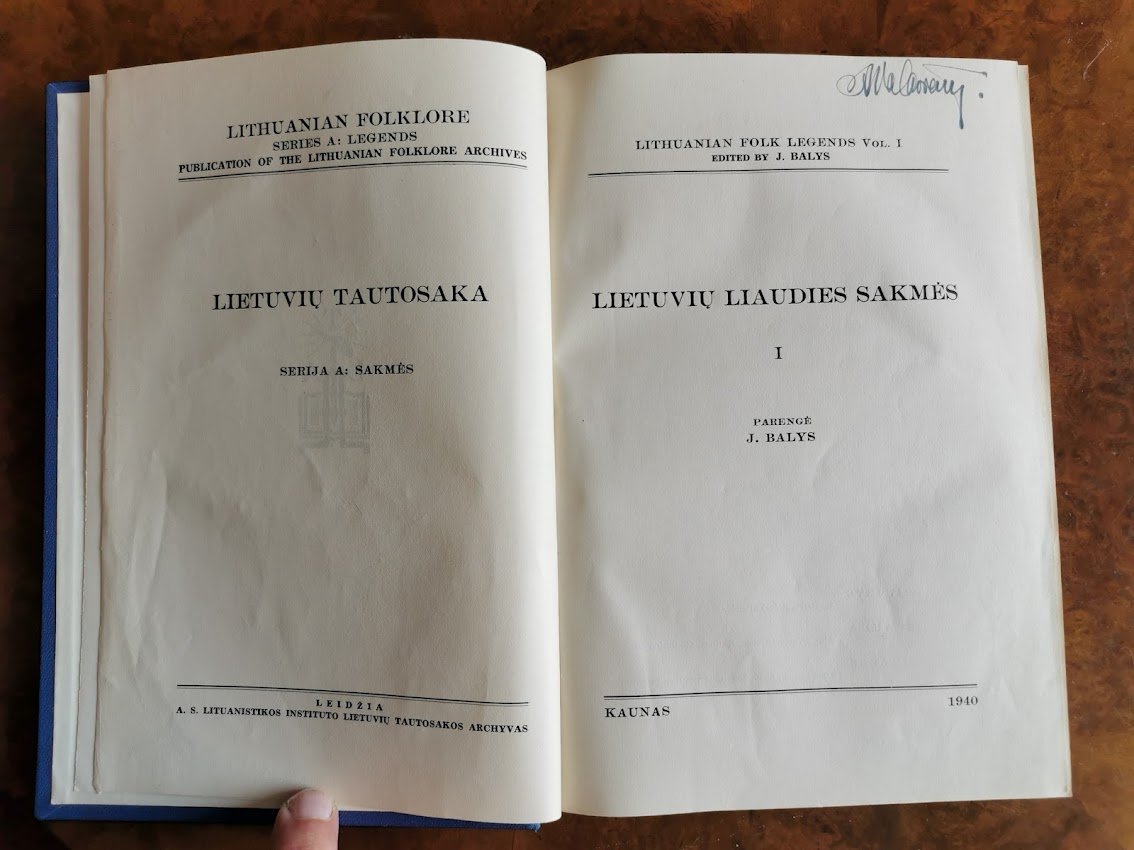 LITHUANIAN FOLKLORE
SERIES A: LEGENDS
PUBLICATION OF THE LITHUANIAN FOLKLORE ARCHIVES
LIETUVIŲ TAUTOSAKA
SERIJA A: SAKMĖS
LEIDŽIA
A. S. LITUANISTIKOS INSTITUTO LIETUVIŲ TAUTOSAKOS ARCHYVAS
LITHUANIAN FOLK LEGENDS VOL. I
EDITED BY J. BALYS
LIETUVIŲ LIAUDIES SAKMĖS
I
PARENGĖ
J. BALYS
KAUNAS 1940